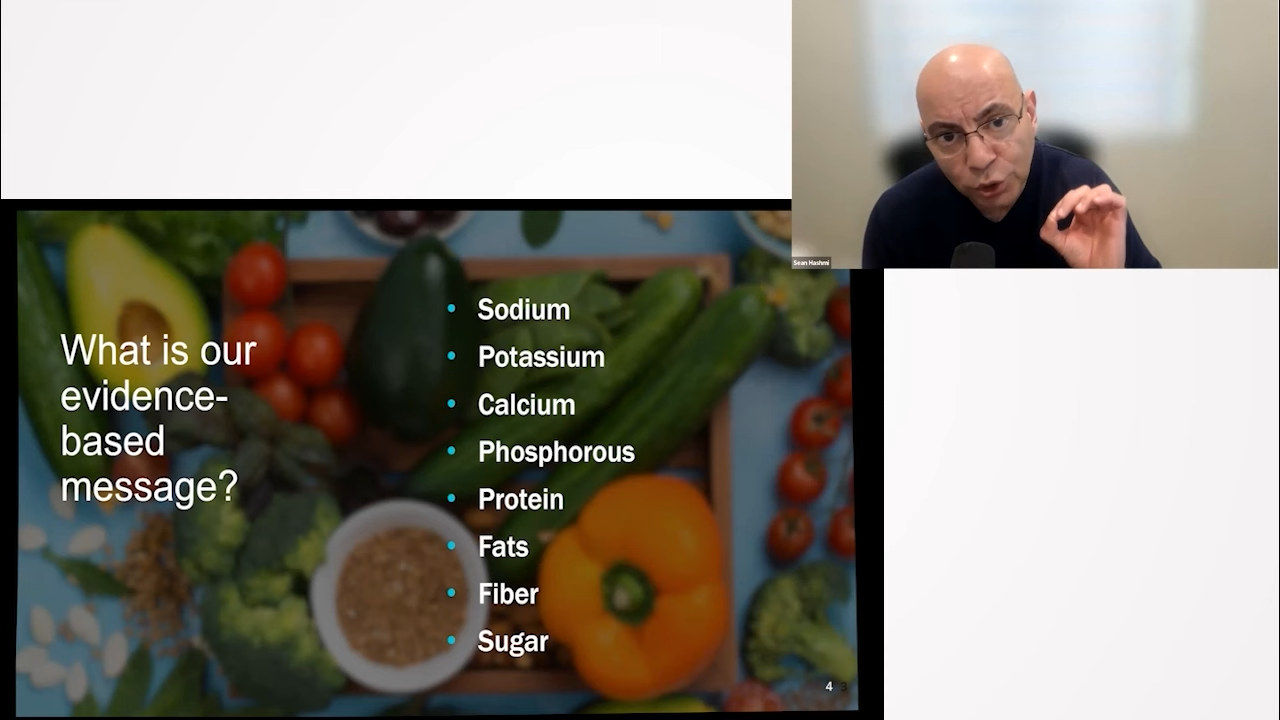 Sean Hashmi
What is our
evidence-
based
message?
• Sodium
• Potassium
• Calcium
• Phosphorous
• Protein
• Fats
• Fiber
• Sugar
4